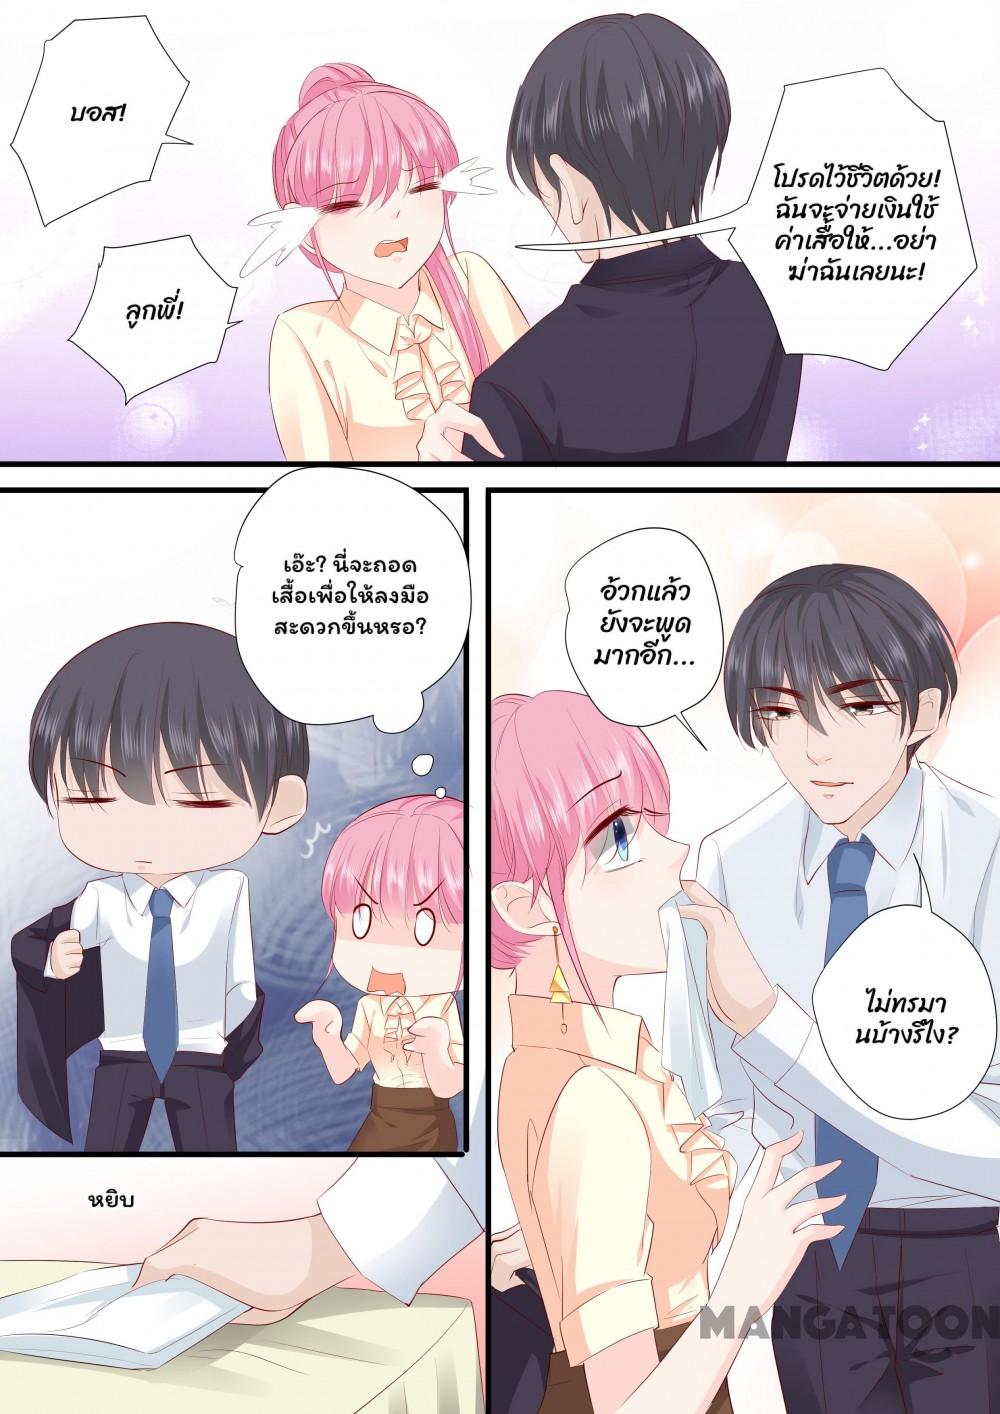 บอส!
ลูกพี่!
โปรดไว้ชีวิตด้วย!
ฉันจะจ่ายเงินใช้
ค่าเสื้อให้...อย่า
ฆ่าฉันเลยนะ!
เอ๊ะ? นี่จะถอด
เสื้อเพื่อให้ลงมือ
สะดวกขึ้นหรอ?
หยิบ
อ้วกแล้ว
ยังจะพูด
มากอีก...
ไม่ทรมา
นบ้างรึไง?
MANGATOON